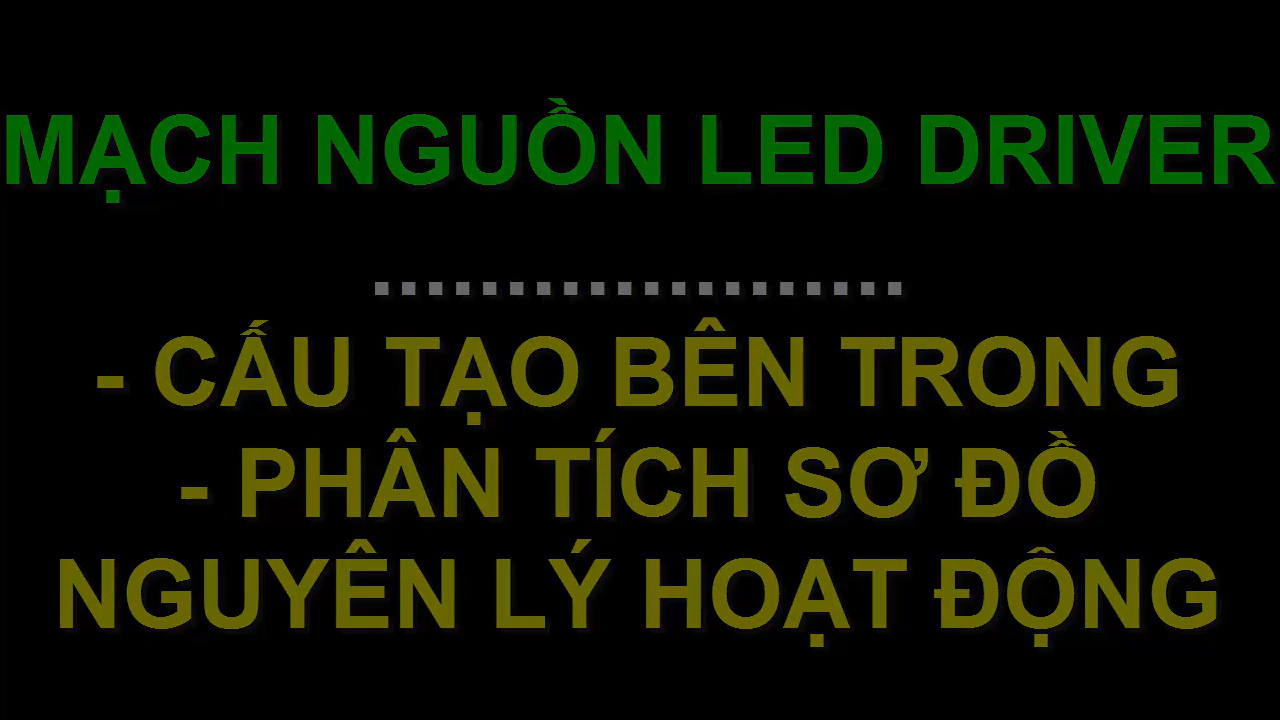 MẠCH NGUỒN LED DRIVER
....................
- CẤU TẠO BÊN TRONG
- PHÂN TÍCH SƠ ĐỒ
NGUYÊN LÝ HOẠT ĐỘNG